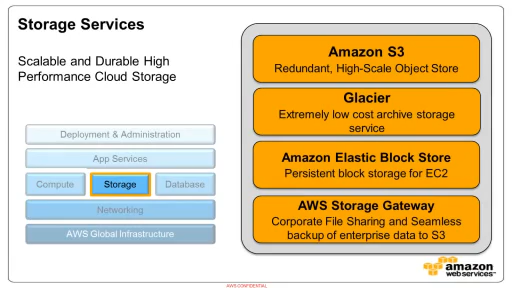 Storage Services
Scalable and Durable High
Performance Cloud Storage
Deployment & Administration
App Services
Compute
Storage
Database
Networking
AWS Global Infrastructure
Amazon S3
Redundant, High-Scale Object Store
Glacier
Extremely low cost archive storage
service
Amazon Elastic Block Store
Persistent block storage for EC2
AWS Storage Gateway
Corporate File Sharing and Seamless
backup of enterprise data to S3
amazon
web services™
AWS CONFIDENTIAL